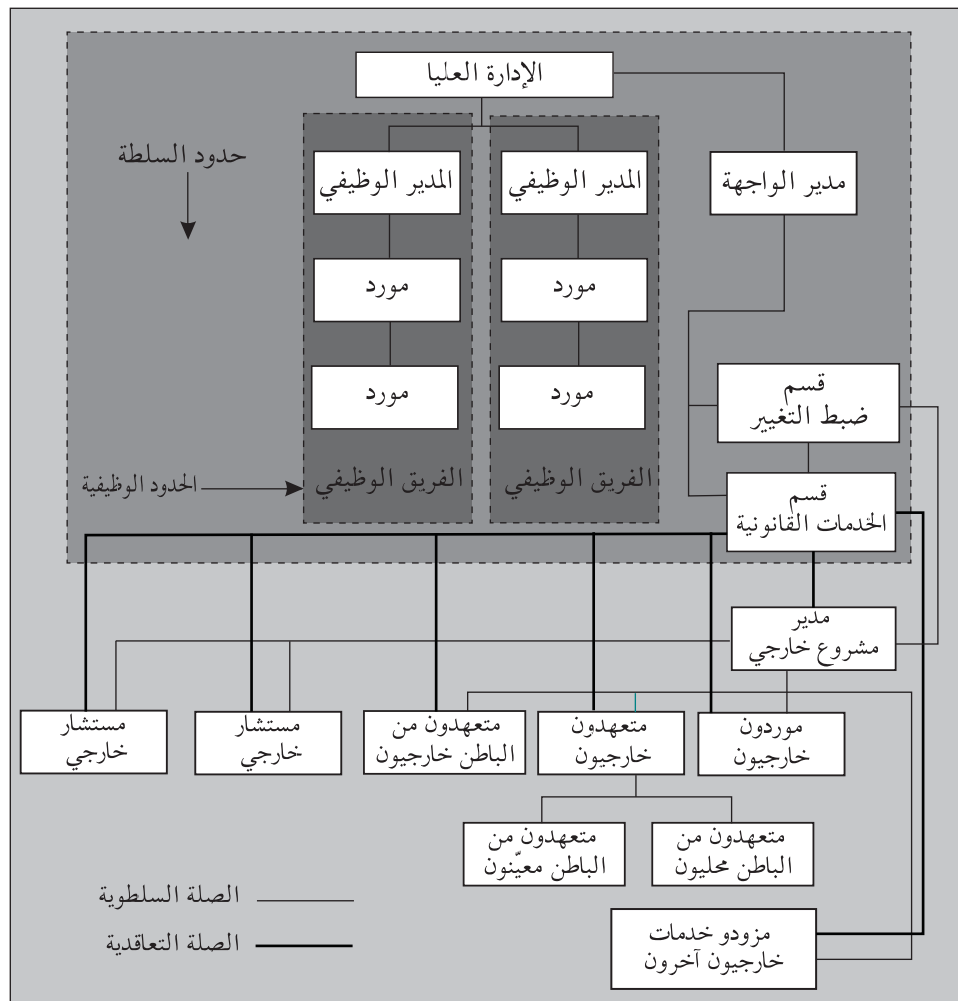 الإدارة العليا
حدود السلطة
المدير الوظيفي
المدير الوظيفي
مدير الواجهة
مورد
مورد
مورد
مورد
قسم
ضبط التغيير
الفريق الوظيفي
الفريق الوظيفي
الحدود الوظيفية
قسم
الخدمات القانونية
مدير
مشروع خارجي
موردون
خارجيون
متعهدون
خارجيون
متعهدون من
الباطن خارجيون
مستشار
خارجي
مستشار
خارجي
متعهدون من
الباطن محليون
متعهدون من
الباطن معيّنون
الصلة السلطوية
الصلة التعاقدية
مزودو خدمات
خارجيون آخرون